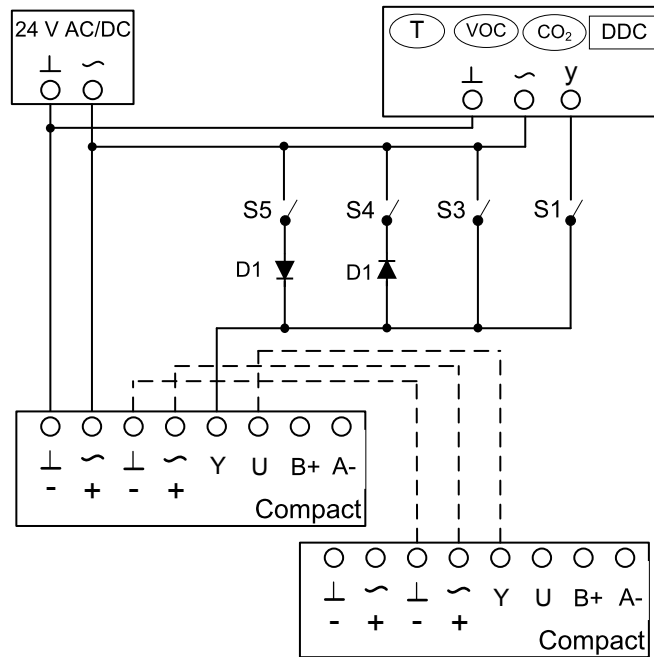 24 V AC/DC
⊥ ~
T VOC CO₂ DDC
⊥ ~ y
S5 S4 S3 S1
D1 D1
⊥ ~ ⊥ ~ Y U B+ A-
- + - +
Compact
⊥ ~ ⊥ ~ Y U B+ A-
- + - +
Compact